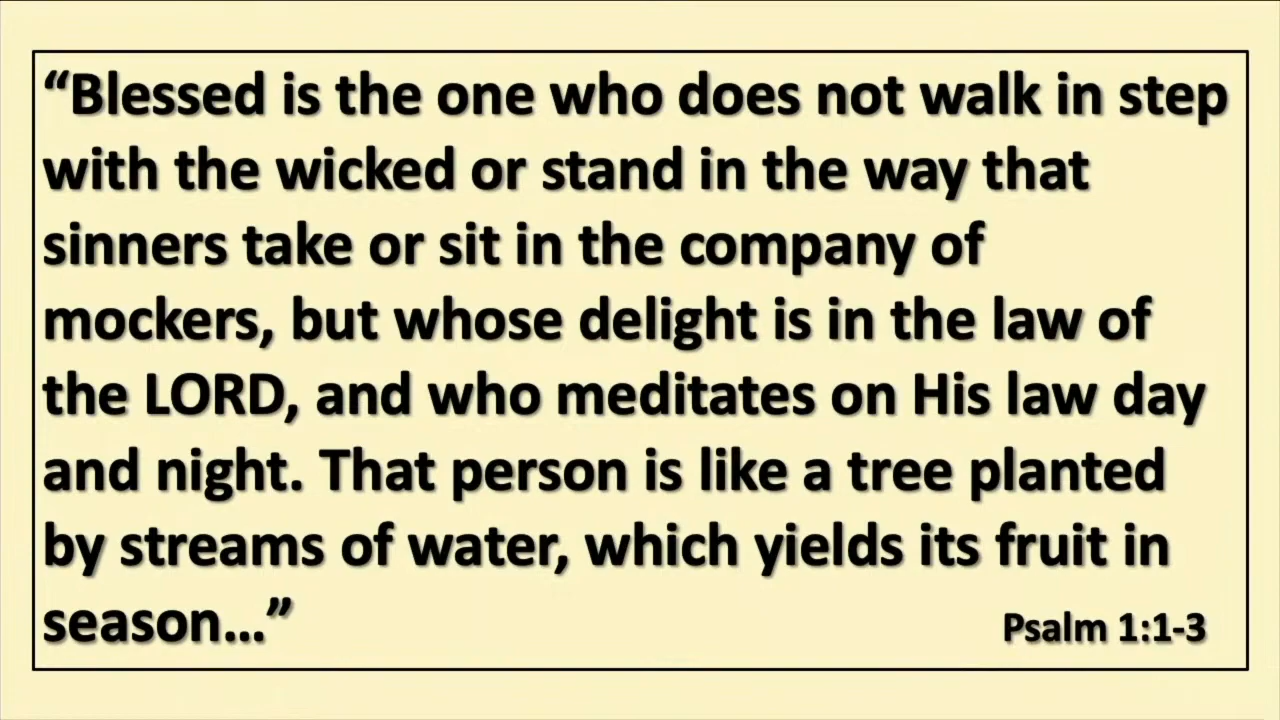 “Blessed is the one who does not walk in step
with the wicked or stand in the way that
sinners take or sit in the company of
mockers, but whose delight is in the law of
the LORD, and who meditates on His law day
and night. That person is like a tree planted
by streams of water, which yields its fruit in
season…”
Psalm 1:1-3